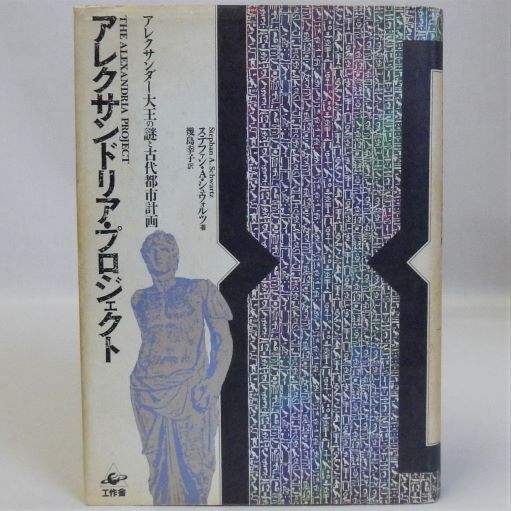 アレクサンドリア・プロジェクト
THE ALEXANDRIA PROJECT
アレクサンダー大王の謎と古代都市計画
Stephan A. Schwartz
ステファン・A・シュウォルツ 著
幾島幸子 訳
工作舎